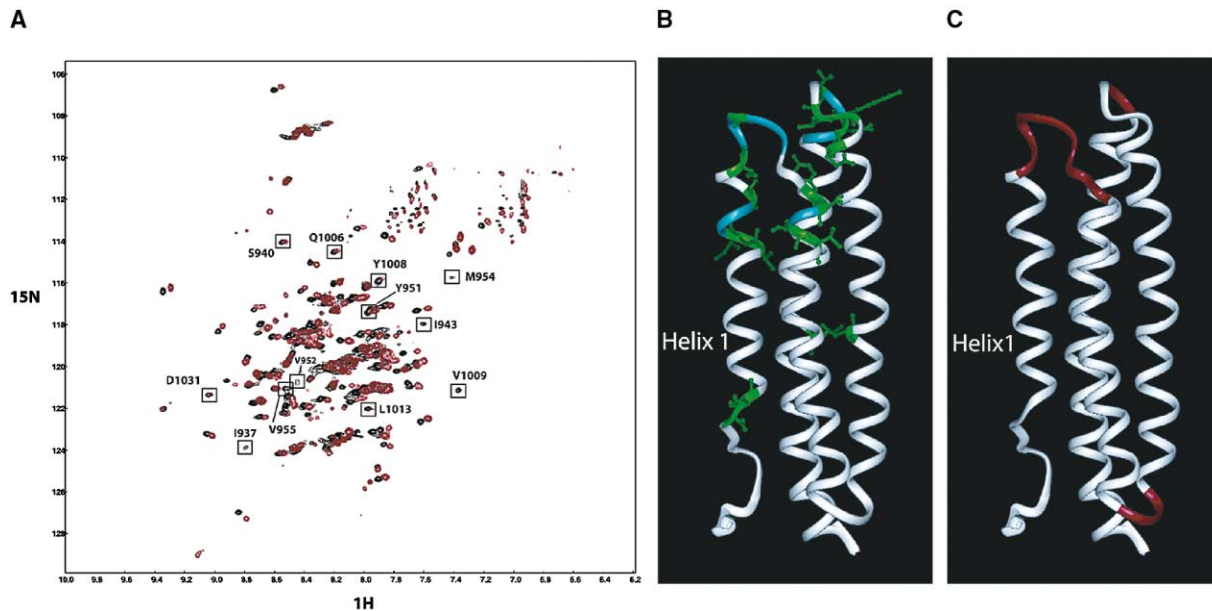 A
B
C
106
108
110
112
114
116
118
120
122
124
126
128
15N
10.0 9.8 9.6 9.4 9.2 9.0 8.8 8.6 8.4 8.2 8.0 7.8 7.6 7.4 7.2 7.0 6.8 6.6 6.4 6.2
1H
S940
Q1006
Y1008
M954
Y951
I943
V952
D1031
V1009
L1013
V955
I937
Helix 1
Helix1